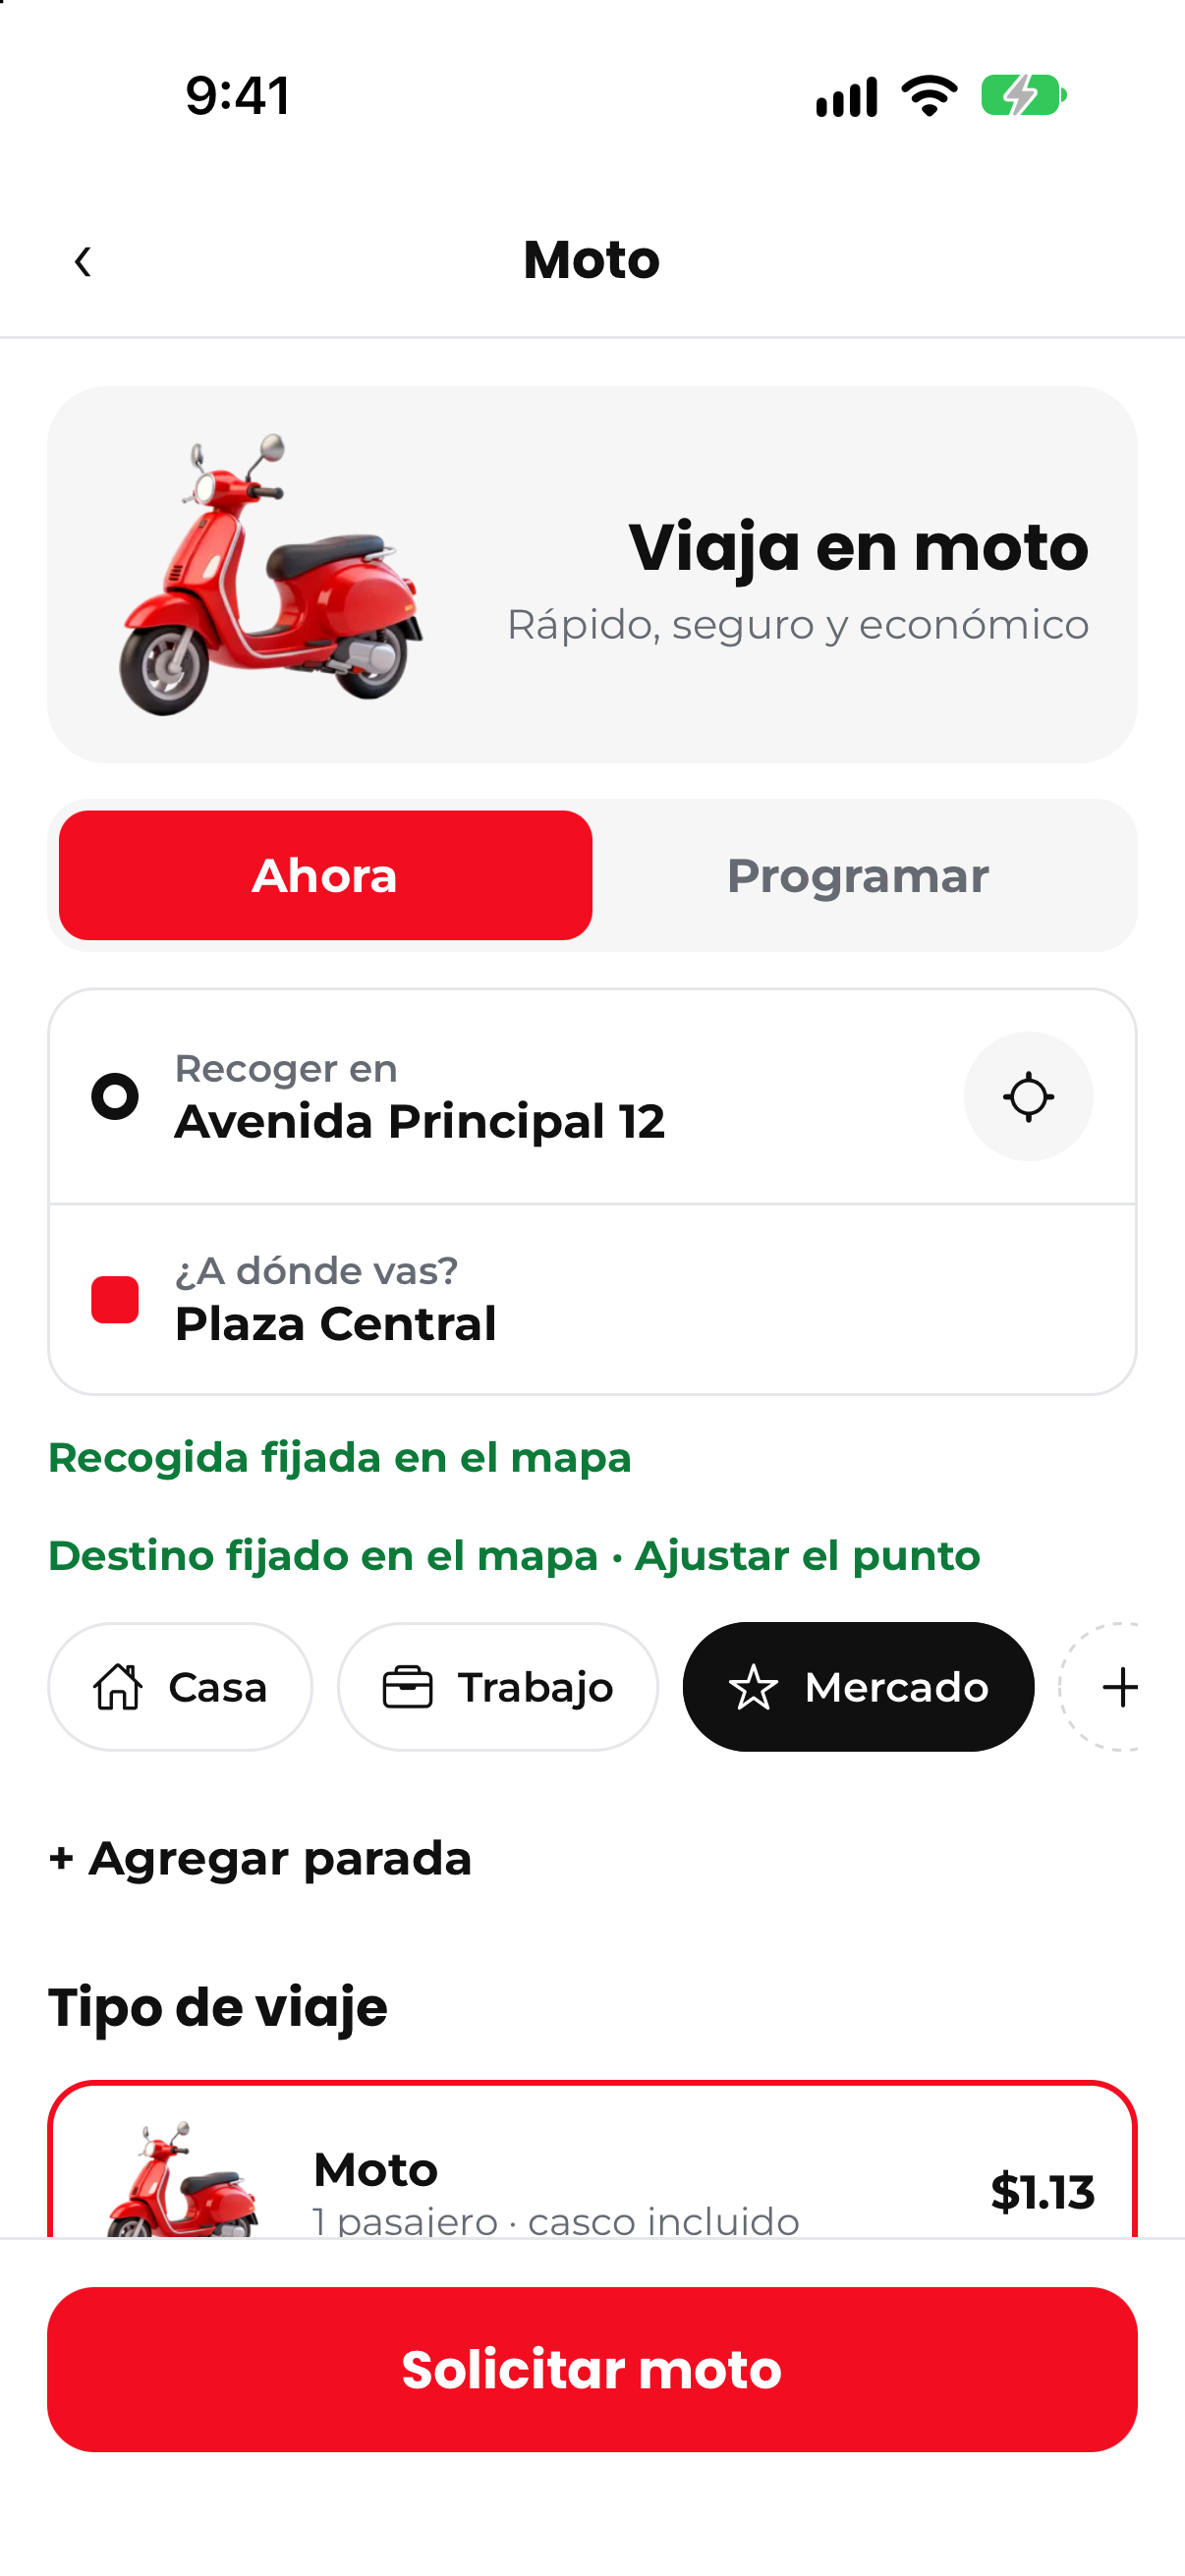 9:41
Moto
Viaja en moto
Rápido, seguro y económico
Ahora
Programar
Recoger en
Avenida Principal 12
¿A dónde vas?
Plaza Central
Recogida fijada en el mapa
Destino fijado en el mapa · Ajustar el punto
Casa
Trabajo
Mercado
+ Agregar parada
Tipo de viaje
Moto
$1.13
1 pasajero · casco incluido
Solicitar moto